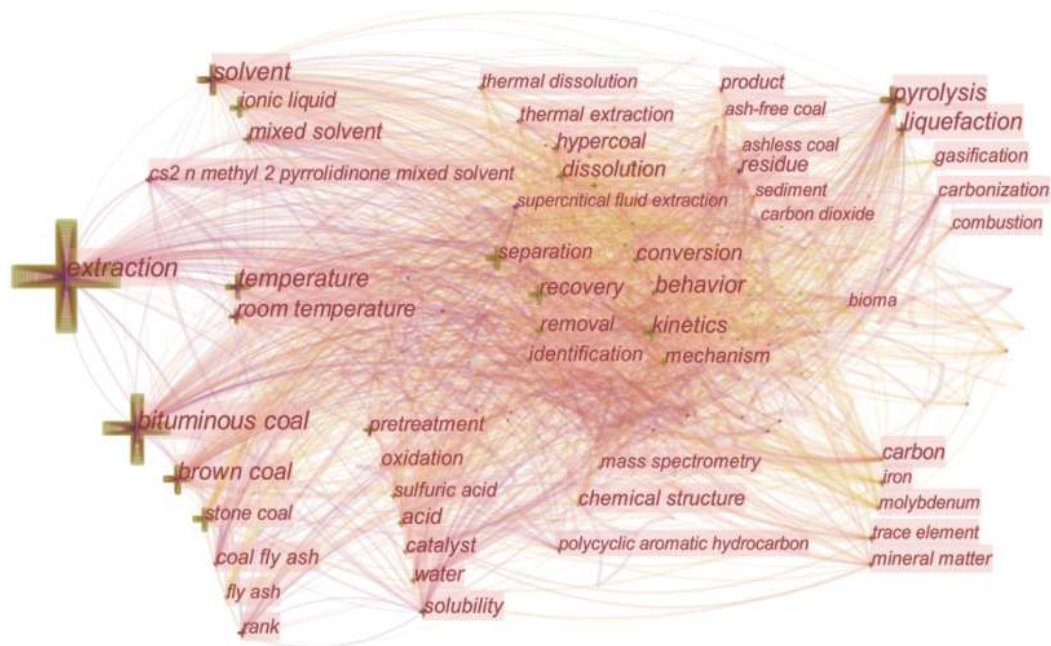 solvent
ionic liquid
mixed solvent
cs2 n methyl 2 pyrrolidinone mixed solvent
extraction
temperature
room temperature
bituminous coal
brown coal
stone coal
coal fly ash
fly ash
rank
thermal dissolution
thermal extraction
hypercoal
dissolution
supercritical fluid extraction
separation
recovery
removal
identification
pretreatment
oxidation
sulfuric acid
acid
catalyst
water
solubility
product
ash-free coal
ashless coal
residue
sediment
carbon dioxide
conversion
behavior
kinetics
mechanism
mass spectrometry
chemical structure
polycyclic aromatic hydrocarbon
pyrolysis
liquefaction
gasification
carbonization
combustion
bioma
carbon
iron
molybdenum
trace element
mineral matter